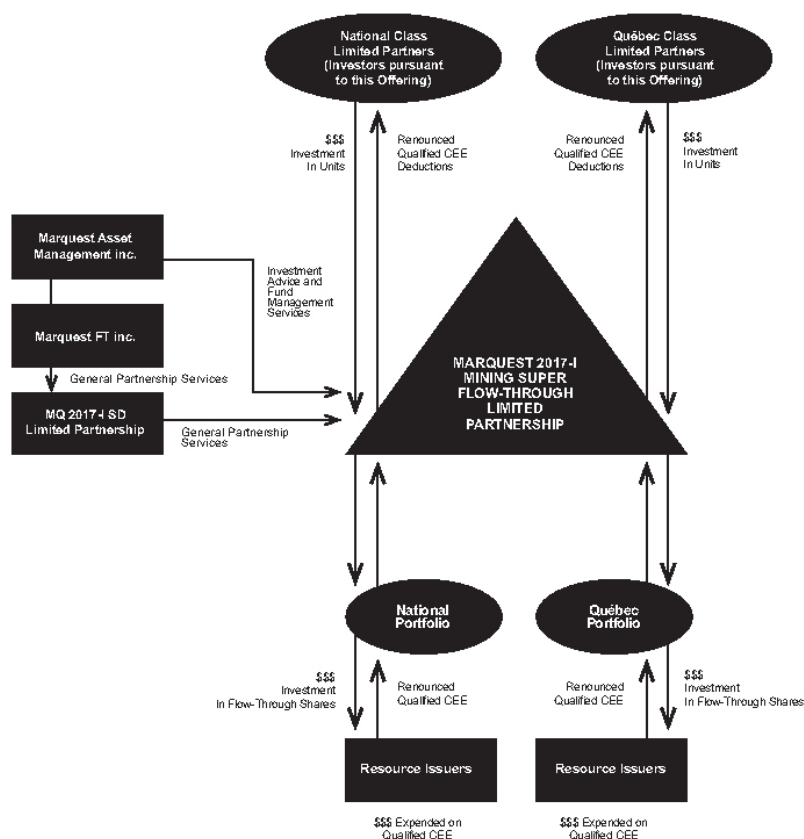 National Class
Limited Partners
(Investors pursuant
to this Offering)
Québec Class
Limited Partners
(Investors pursuant
to this Offering)
$$$
Investment
In Units
Renounced
Qualified CEE
Deductions
Renounced
Qualified CEE
Deductions
$$$
Investment
In Units
Marquest Asset
Management inc.
Investment
Advice and
Fund
Management
Services
Marquest FT inc.
General Partnership Services
MQ 2017-I SD
Limited Partnership
General Partnership
Services
MARQUEST 2017-I
MINING SUPER
FLOW-THROUGH
LIMITED
PARTNERSHIP
National
Portfolio
Québec
Portfolio
$$$
Investment
In Flow-Through Shares
Renounced
Qualified CEE
Renounced
Qualified CEE
$$$
Investment
In Flow-Through Shares
Resource Issuers
Resource Issuers
$$$ Expended on
Qualified CEE
$$$ Expended on
Qualified CEE